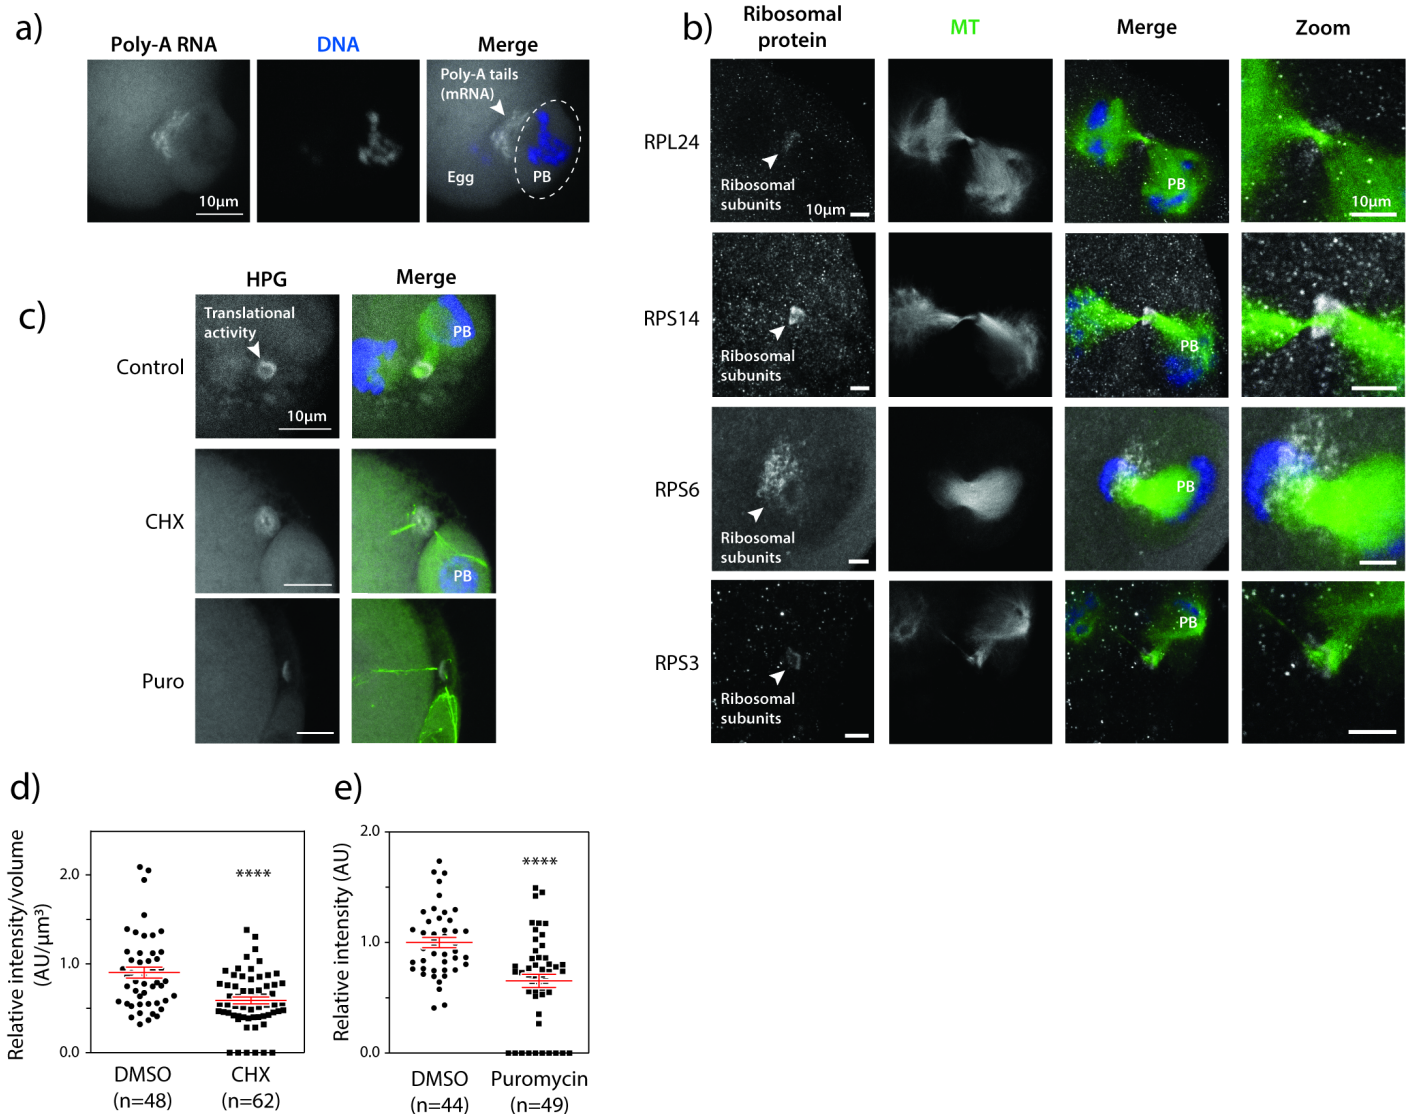 a)
Poly-A RNA
DNA
Merge
Poly-A tails
(mRNA)
Egg
PB
10μm
b)
Ribosomal
protein
MT
Merge
Zoom
RPL24
Ribosomal
subunits
10μm
PB
10μm
RPS14
Ribosomal
subunits
PB
RPS6
Ribosomal
subunits
PB
RPS3
Ribosomal
subunits
PB
c)
HPG
Merge
Control
Translational
activity
10μm
PB
CHX
PB
Puro
d)
Relative intensity/volume
(AU/μm³)
2.0
1.0
0.0
****
DMSO
(n=48)
CHX
(n=62)
e)
Relative intensity (AU)
2.0
1.0
0.0
****
DMSO
(n=44)
Puromycin
(n=49)